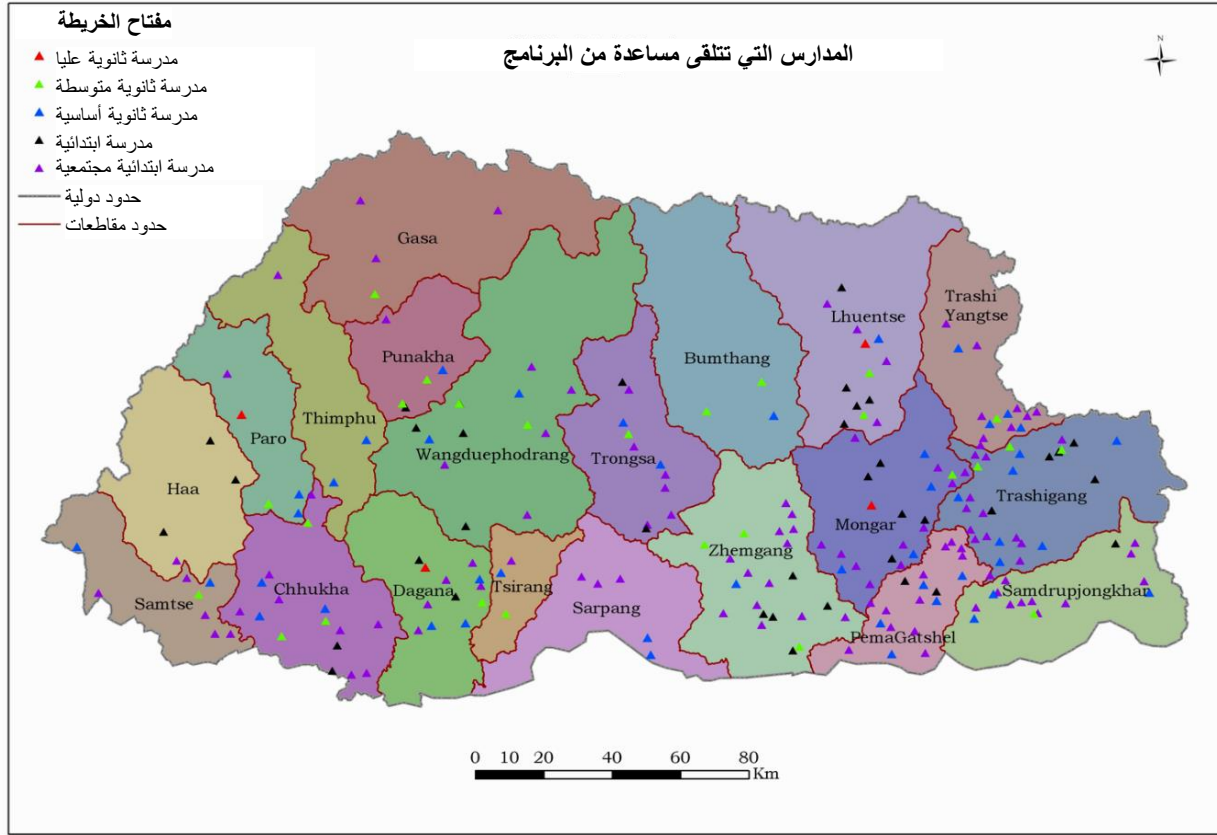 مفتاح الخريطة
المدارس التي تتلقى مساعدة من البرنامج
N
مدرسة ثانوية عليا
مدرسة ثانوية متوسطة
مدرسة ثانوية أساسية
مدرسة ابتدائية
مدرسة ابتدائية مجتمعية
حدود دولية
حدود مقاطعات
Gasa
Trashi
Yangtse
Lhuentse
Punakha
Bumthang
Thimphu
Paro
Wangduephodrang
Trongsa
Haa
Trashigang
Mongar
Zhemgang
Chhukha
Dagana
Tsirang
Samtse
Sarpang
Samdrupjongkhar
PemaGatshel
0 10 20 40 60 80
Km